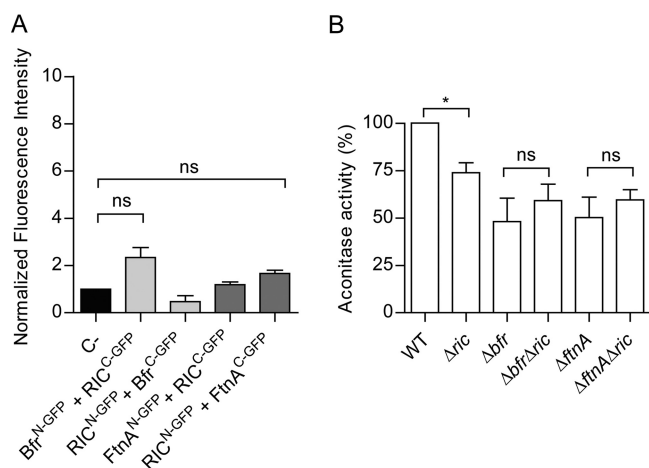 A
Normalized Fluorescence Intensity
10
8
6
4
2
0
ns
ns
C-
Bfr^N-GFP + RIC^C-GFP
RIC^N-GFP + Bfr^C-GFP
FtnA^N-GFP + RIC^C-GFP
RIC^N-GFP + FtnA^C-GFP
B
Aconitase activity (%)
100
75
50
25
0
*
ns
ns
WT
Δric
Δbfr
ΔbfrΔric
ΔftnA
ΔftnAΔric